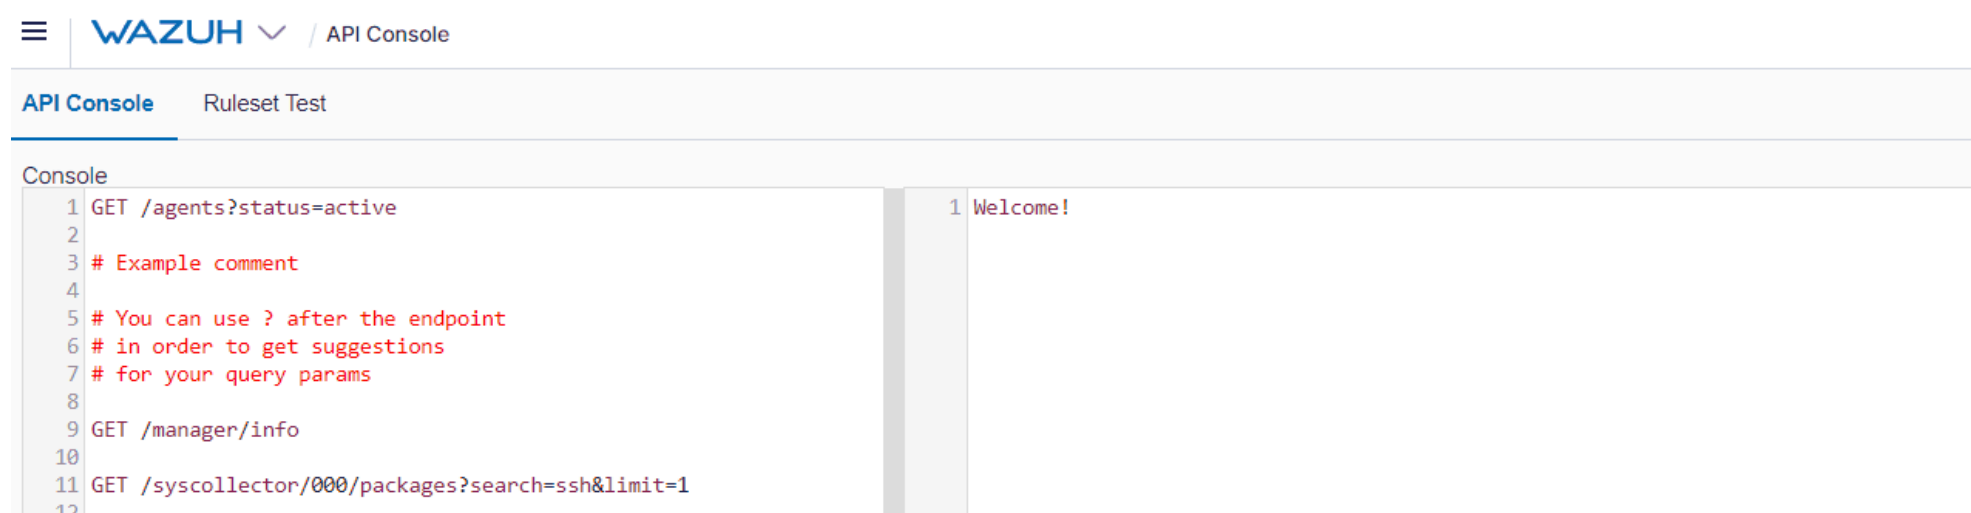 WAZUH / API Console
API Console Ruleset Test
Console
1 GET /agents?status=active
2
3 # Example comment
4
5 # You can use ? after the endpoint
6 # in order to get suggestions
7 # for your query params
8
9 GET /manager/info
10
11 GET /syscollector/000/packages?search=ssh&limit=1
12
1 Welcome!